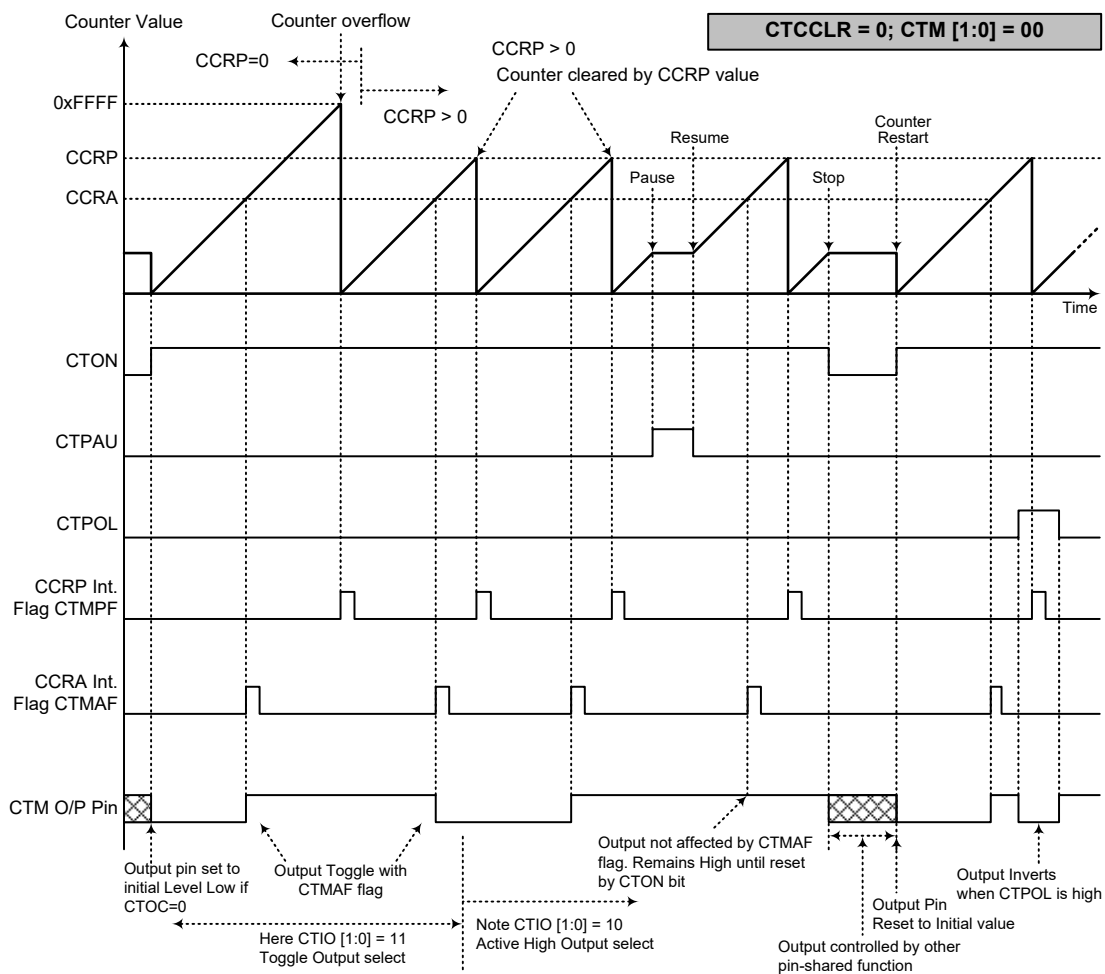 Counter Value
Counter overflow
CTCCLR = 0; CTM [1:0] = 00
CCRP=0
CCRP > 0
CCRP > 0
Counter cleared by CCRP value
0xFFFF
CCRP
CCRA
Pause
Resume
Stop
Counter
Restart
Time
CTON
CTPAU
CTPOL
CCRP Int.
Flag CTMPF
CCRA Int.
Flag CTMAF
CTM O/P Pin
Output pin set to
initial Level Low if
CTOC=0
Output Toggle with
CTMAF flag
Here CTIO [1:0] = 11
Toggle Output select
Note CTIO [1:0] = 10
Active High Output select
Output not affected by CTMAF
flag. Remains High until reset
by CTON bit
Output controlled by other
pin-shared function
Output Pin
Reset to Initial value
Output Inverts
when CTPOL is high